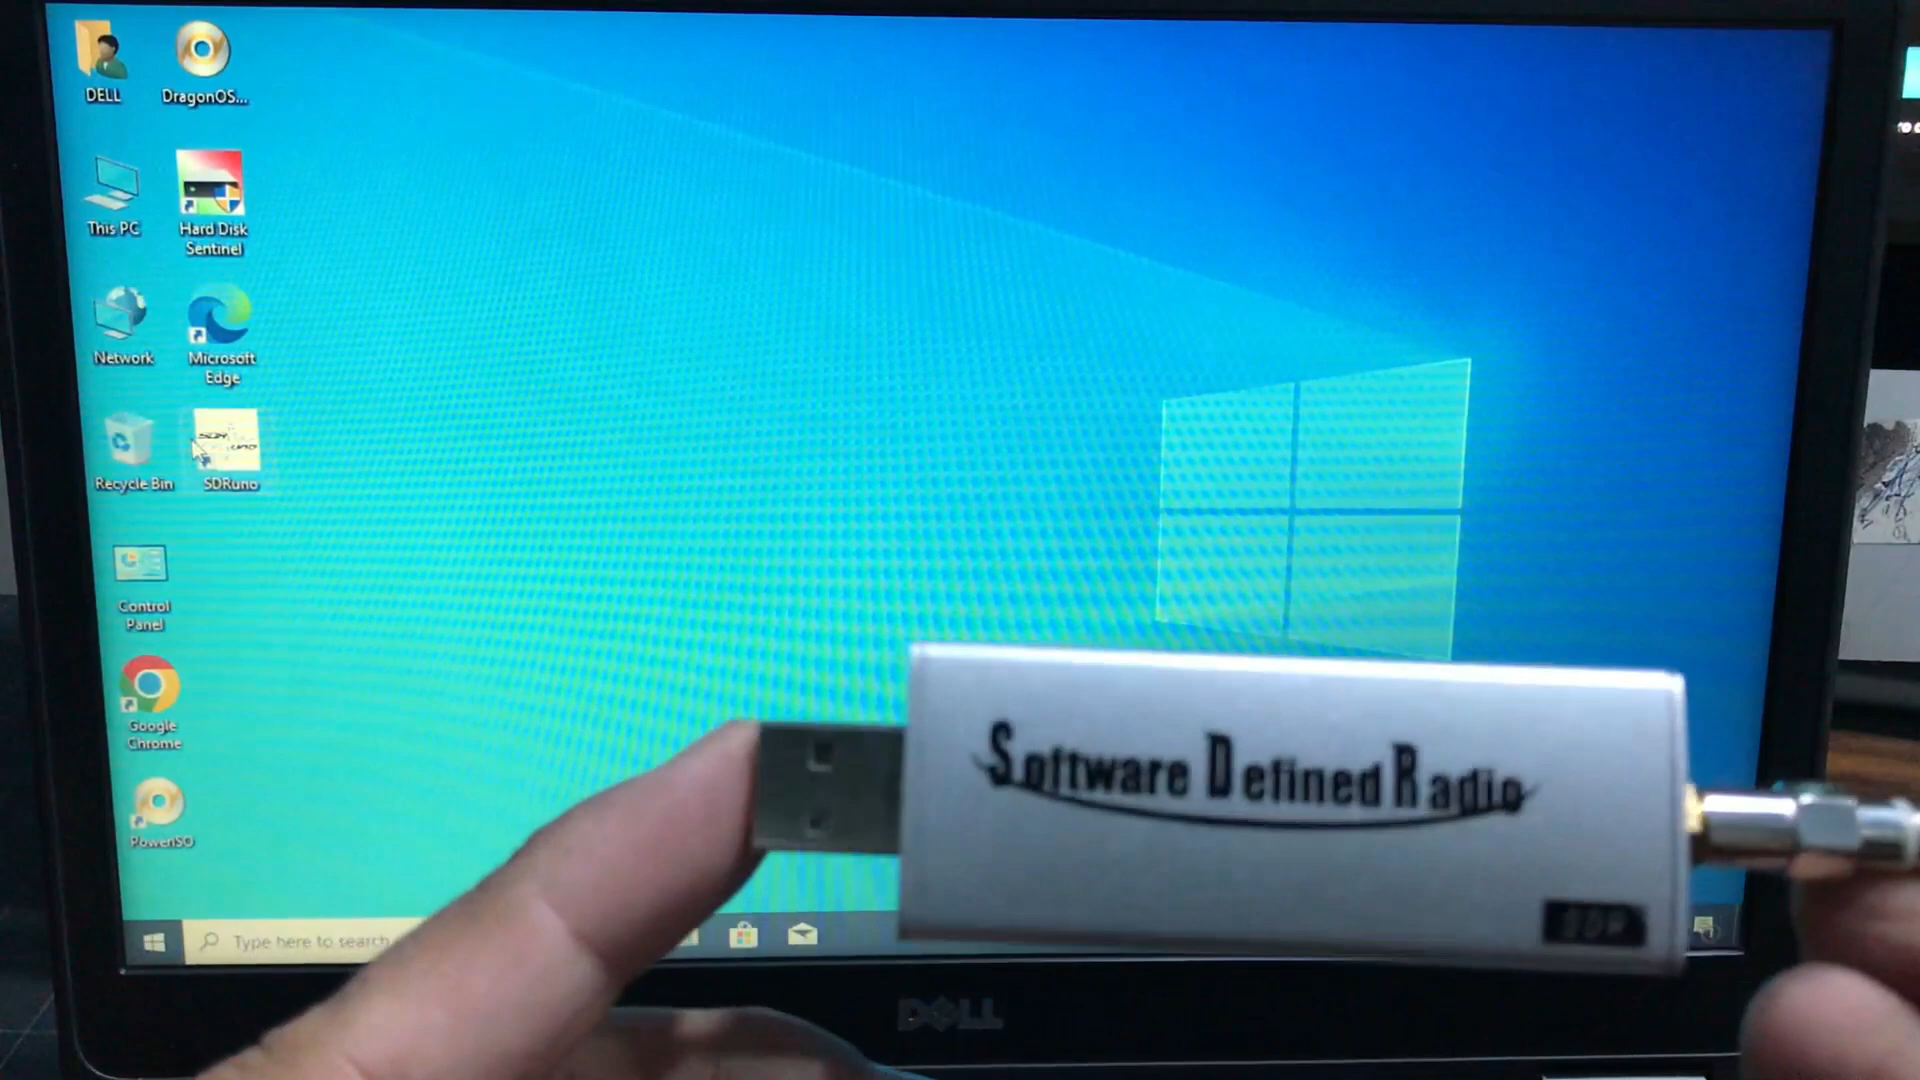 DELL
DragonOS...
This PC
Hard Disk
Sentinel
Network
Microsoft
Edge
Recycle Bin
SDRuno
Control
Panel
Google
Chrome
PowerISO
Type here to search
Software Defined Radio
SDR
DELL